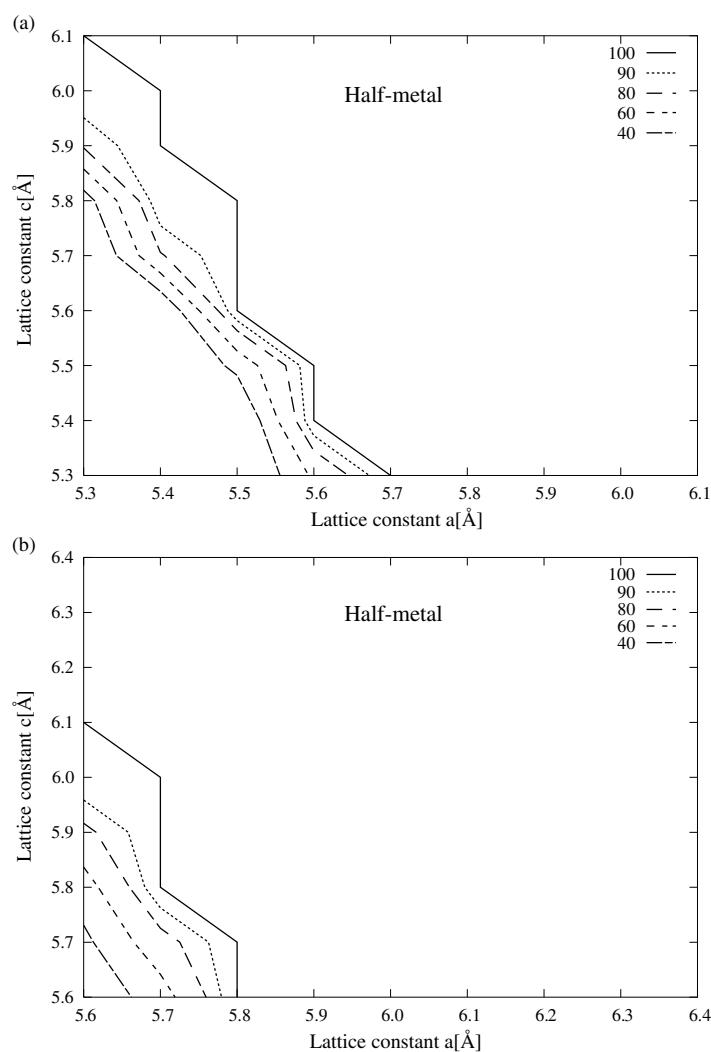 (a)
6.1
6.0
5.9
5.8
5.7
5.6
5.5
5.4
5.3
Lattice constant c[Å]
Half-metal
100
90
80
60
40
5.3 5.4 5.5 5.6 5.7 5.8 5.9 6.0 6.1
Lattice constant a[Å]
(b)
6.4
6.3
6.2
6.1
6.0
5.9
5.8
5.7
5.6
Lattice constant c[Å]
Half-metal
100
90
80
60
40
5.6 5.7 5.8 5.9 6.0 6.1 6.2 6.3 6.4
Lattice constant a[Å]